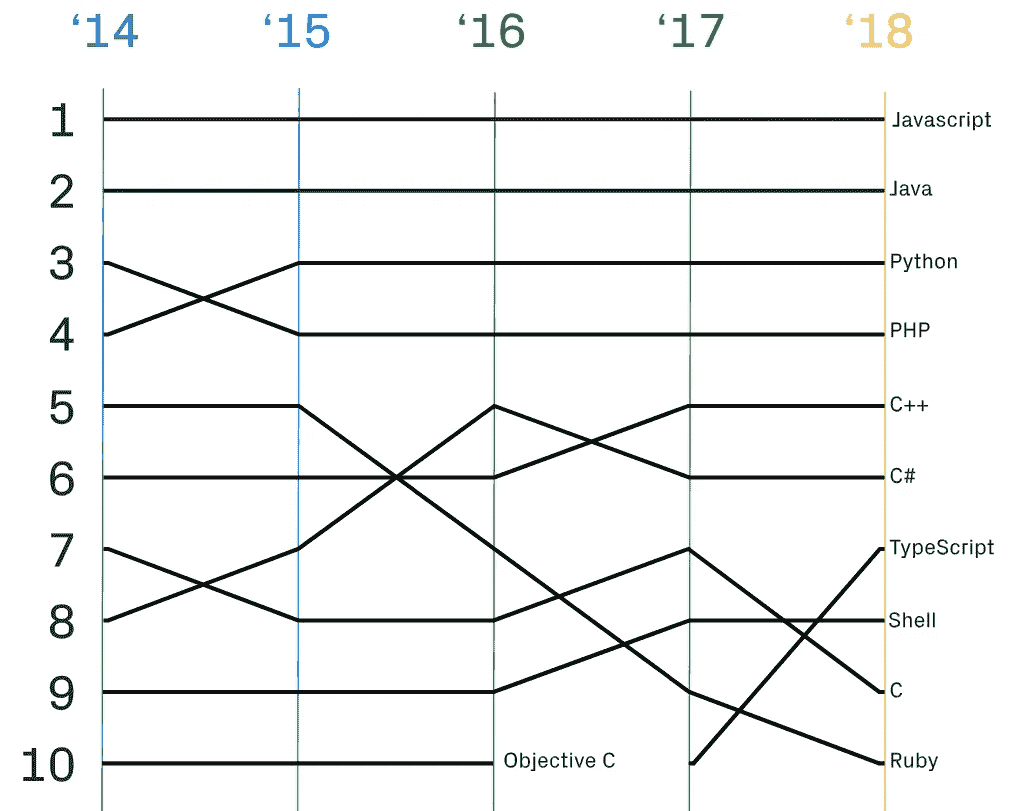 ‘14 ‘15 ‘16 ‘17 ‘18
1 Javascript
2 Java
3 Python
4 PHP
5 C++
6 C#
7 TypeScript
8 Shell
9 C
10 Objective C Ruby